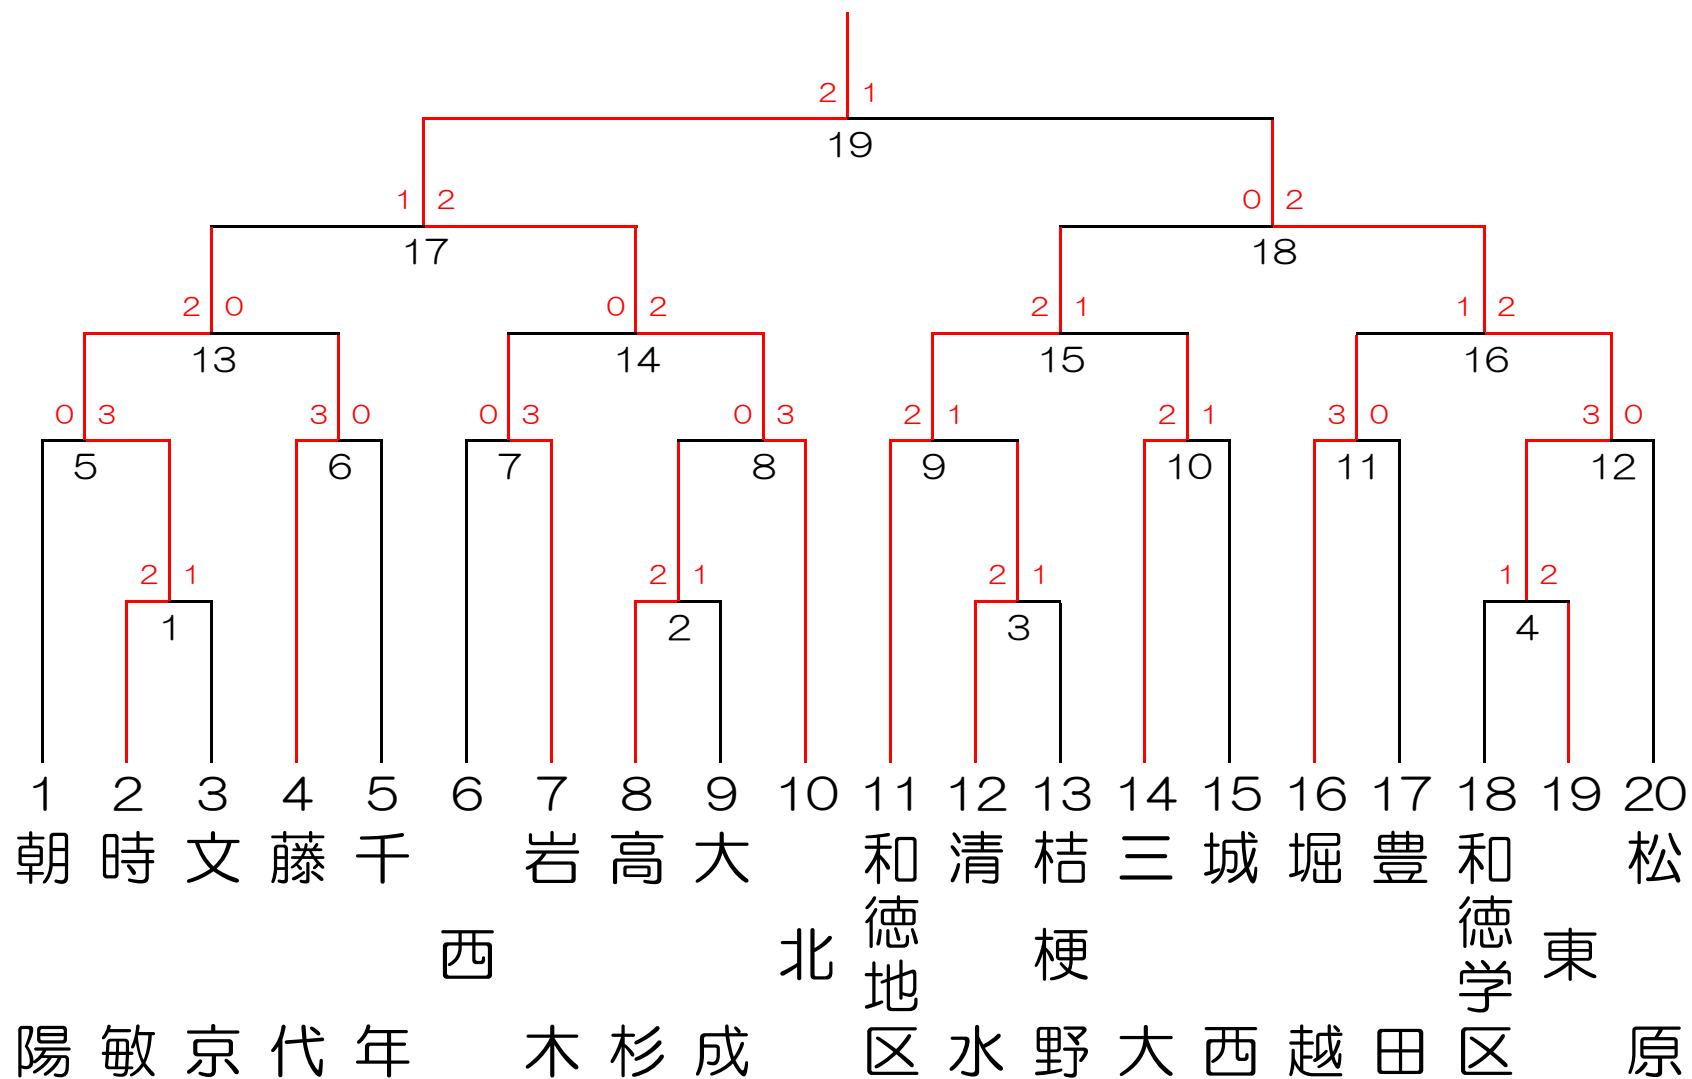 2 1
19
1 2
0 2
17
18
2 0
0 2
2 1
1 2
13
14
15
16
0 3
3 0
0 3
0 3
2 1
2 1
3 0
3 0
5
6
7
8
9
10
11
12
2 1
2 1
2 1
1 2
1
2
3
4
1 2 3 4 5 6 7 8 9 10 11 12 13 14 15 16 17 18 19 20
朝陽
時敏
文京
藤代
千年
西
岩木
高杉
大成
北
和徳地区
清水
桔梗野
三大
城西
堀越
豊田
和徳学区
東
松原